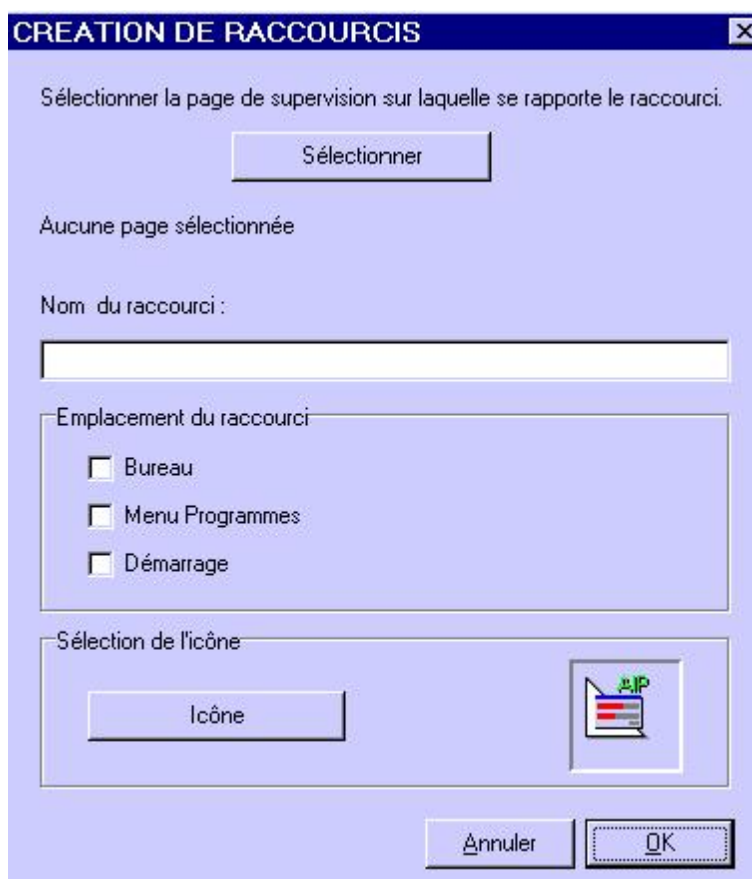 CREATION DE RACCOURCIS
Sélectionner la page de supervision sur laquelle se rapporte le raccourci.
Sélectionner
Aucune page sélectionnée
Nom du raccourci :
Emplacement du raccourci
Bureau
Menu Programmes
Démarrage
Sélection de l'icône
Icône
AIP
Annuler
OK